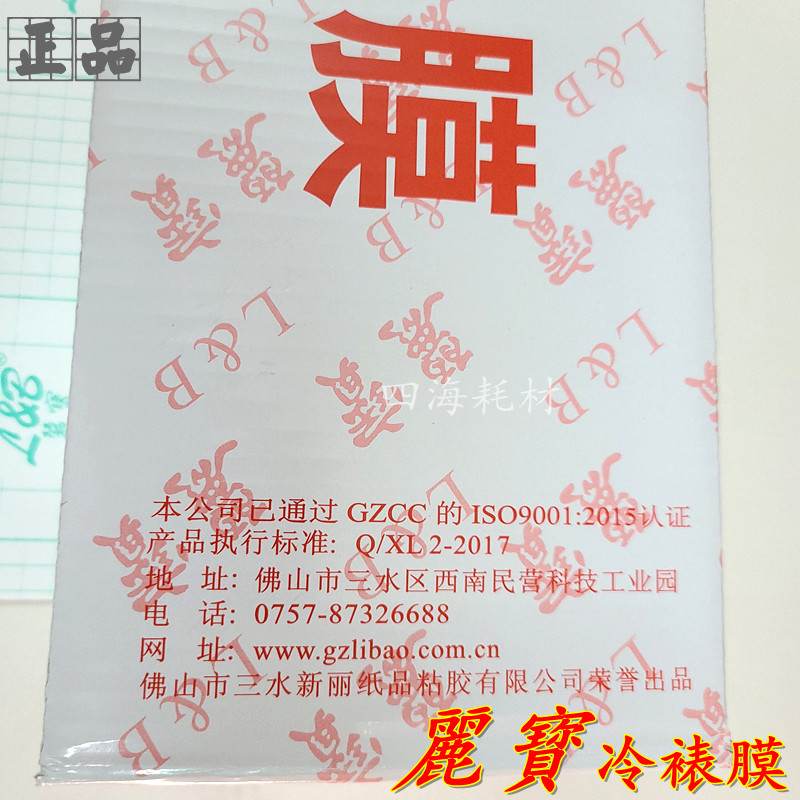 正品
膜
L&B
L&B
L&B
L&B
L&B
L&B
L&B
L&B
四海耗材
本公司已通过 GZCC 的 ISO9001:2015认证
产品执行标准: Q/XL 2-2017
地 址: 佛山市三水区西南民营科技工业园
电 话: 0757-87326688
网 址: www.gzlibao.com.cn
佛山市三水新丽纸品粘胶有限公司荣誉出品
麗寶冷裱膜